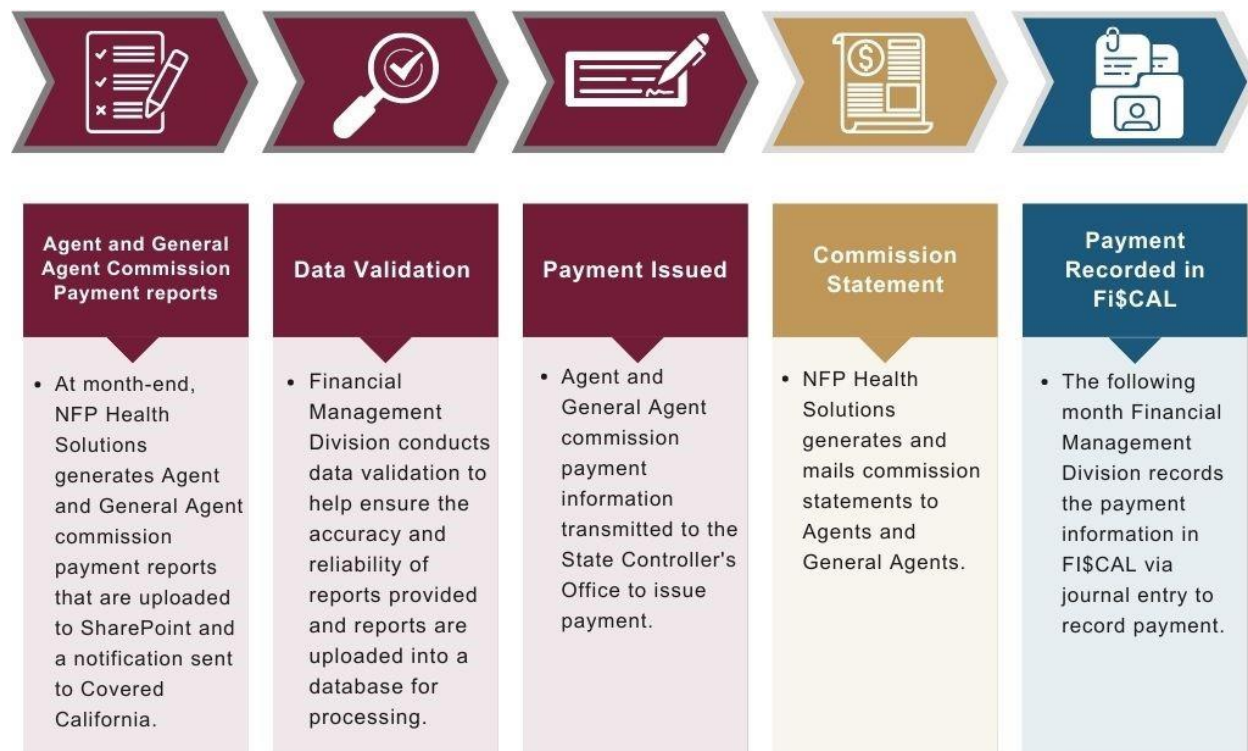 Agent and General
Agent Commission
Payment reports
• At month-end,
NFP Health
Solutions
generates Agent
and General Agent
commission
payment reports
that are uploaded
to SharePoint and
a notification sent
to Covered
California.
Data Validation
• Financial
Management
Division conducts
data validation to
help ensure the
accuracy and
reliability of
reports provided
and reports are
uploaded into a
database for
processing.
Payment Issued
• Agent and
General Agent
commission
payment
information
transmitted to the
State Controller's
Office to issue
payment.
Commission
Statement
• NFP Health
Solutions
generates and
mails commission
statements to
Agents and
General Agents.
Payment
Recorded in
Fi$CAL
• The following
month Financial
Management
Division records
the payment
information in
FI$CAL via
journal entry to
record payment.